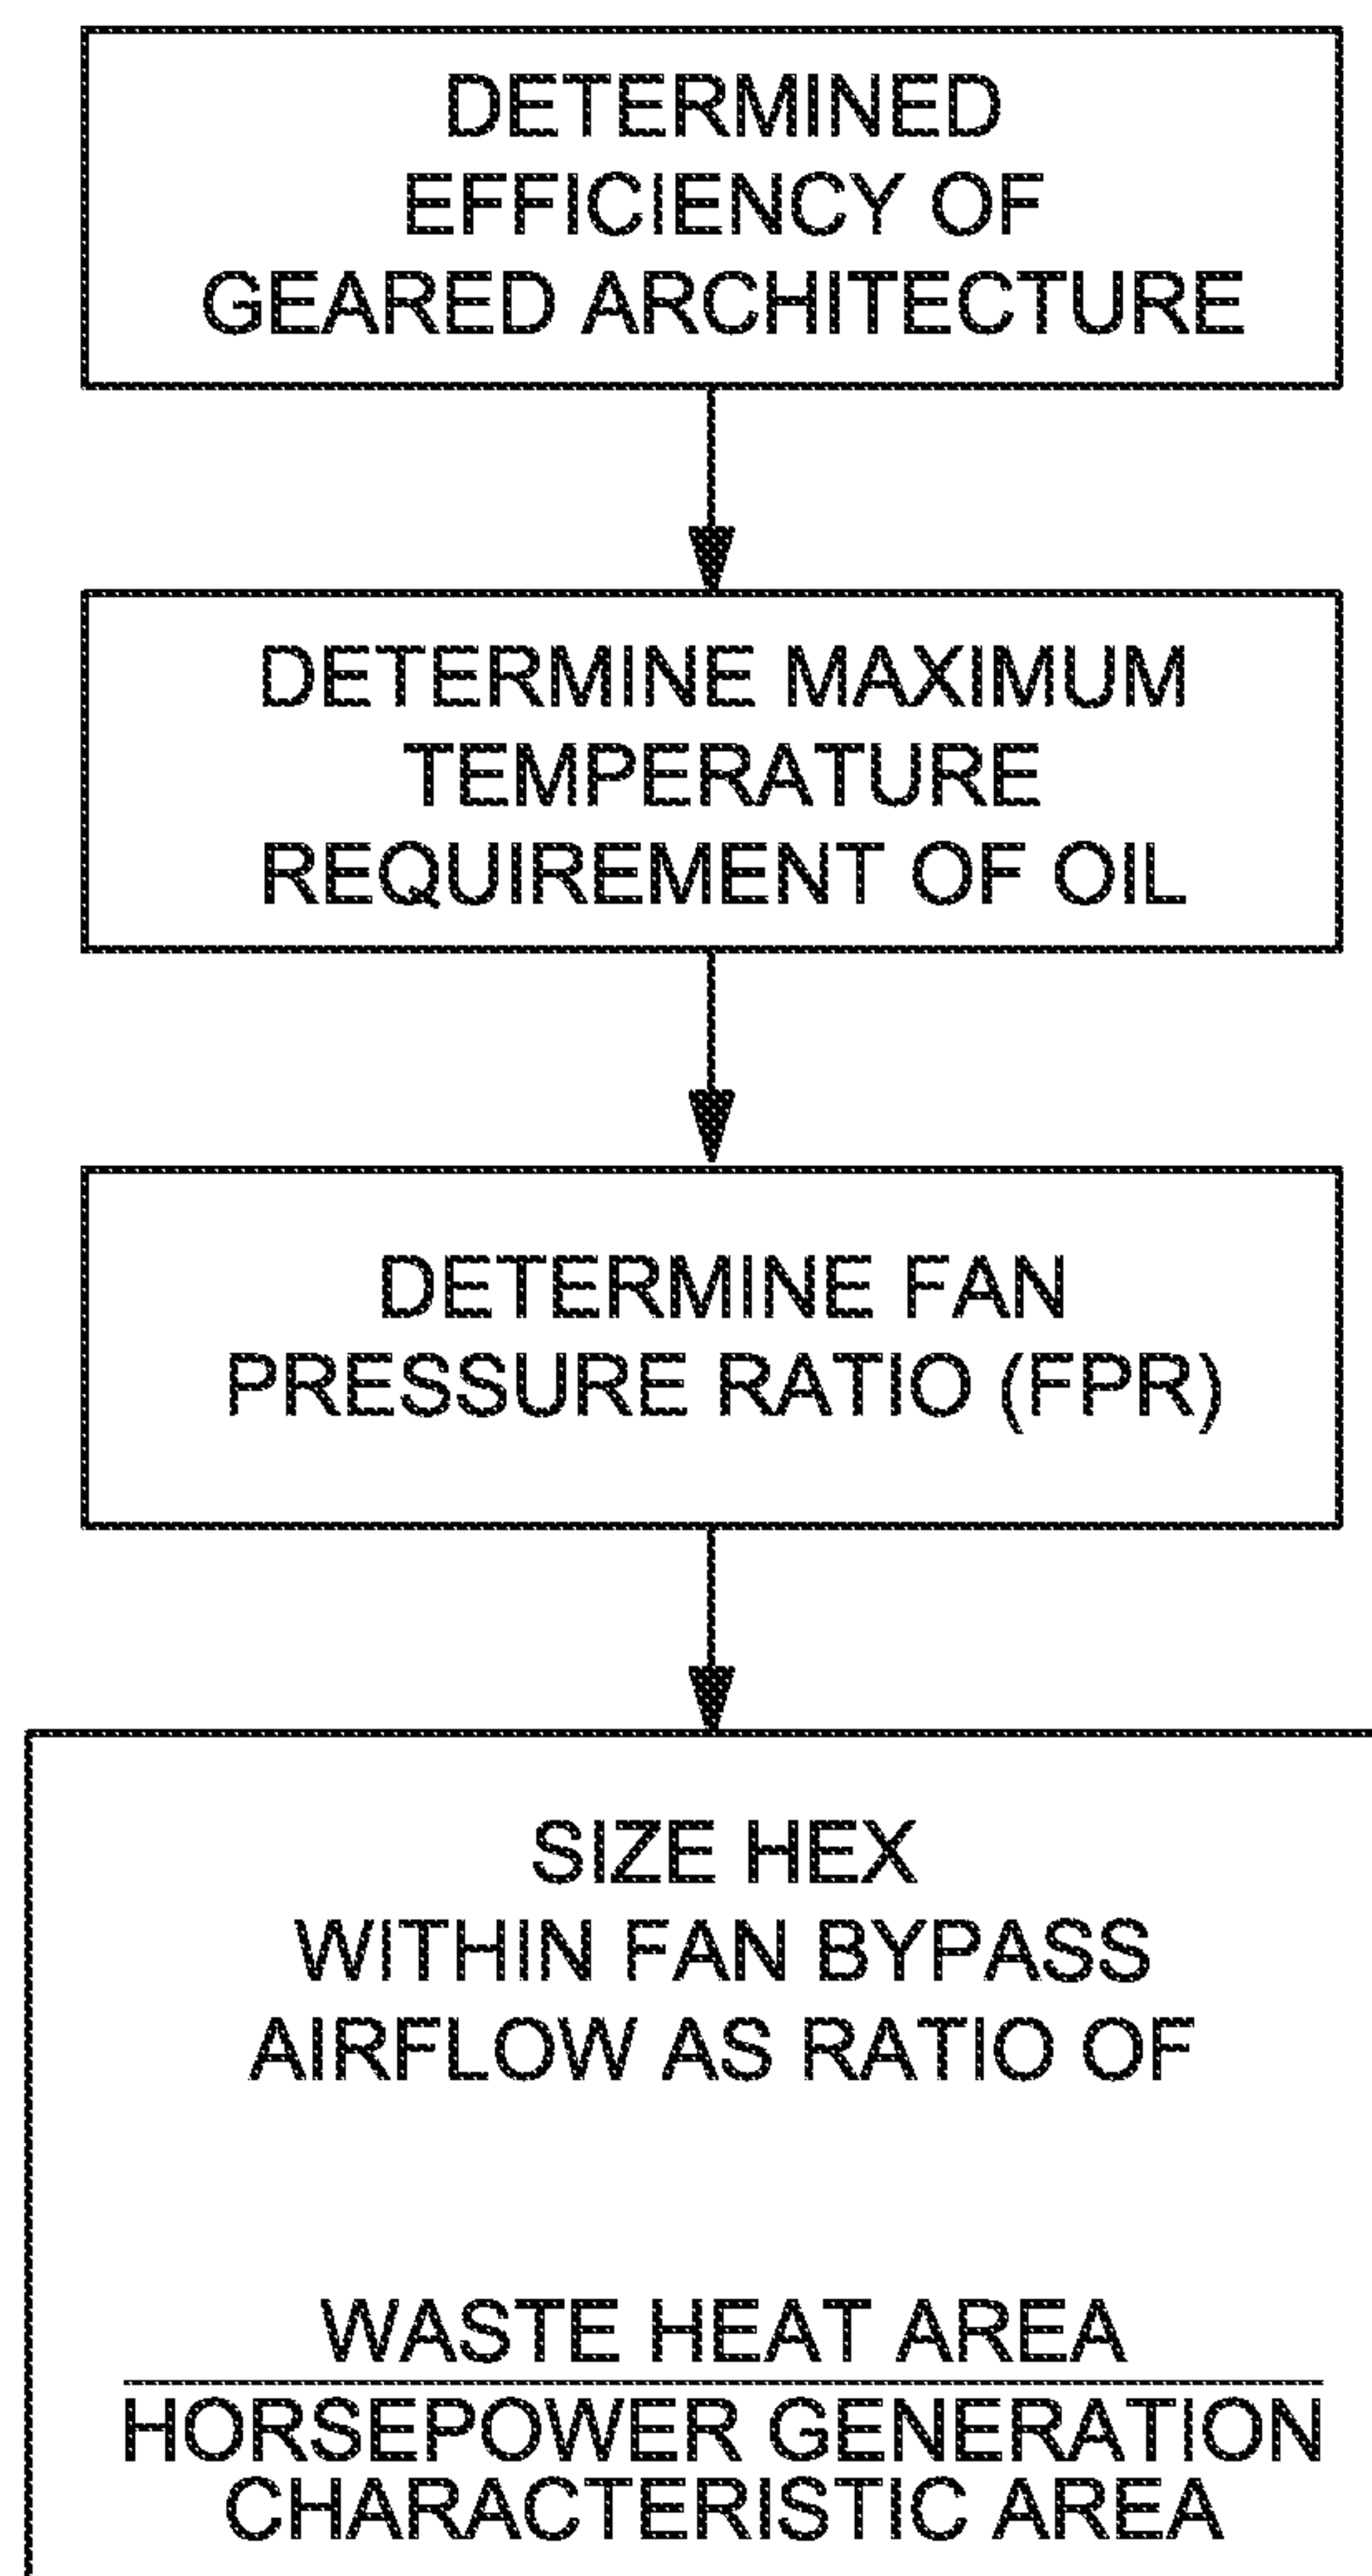 DETERMINED
EFFICIENCY OF
GEARED ARCHITECTURE
DETERMINE MAXIMUM
TEMPERATURE
REQUIREMENT OF OIL
DETERMINE FAN
PRESSURE RATIO (FPR)
SIZE HEX
WITHIN FAN BYPASS
AIRFLOW AS RATIO OF
WASTE HEAT AREA
HORSEPOWER GENERATION
CHARACTERISTIC AREA